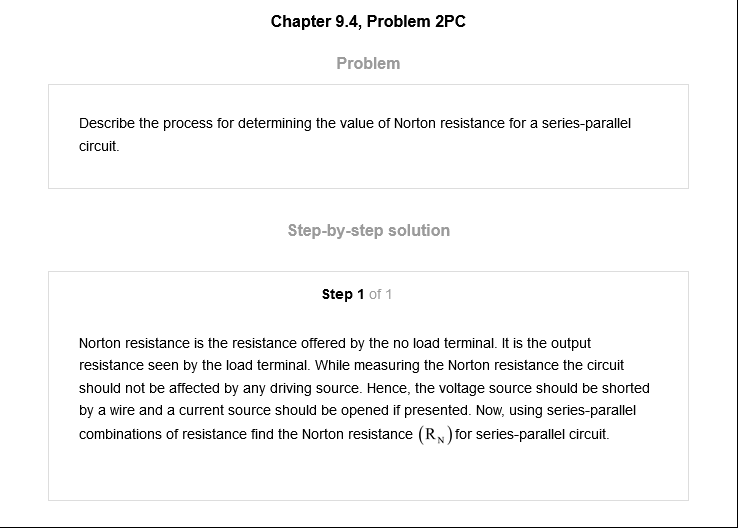 Chapter 9.4, Problem 2PC
Problem
Describe the process for determining the value of Norton resistance for a series-parallel
circuit.
Step-by-step solution
Step 1 of 1
Norton resistance is the resistance offered by the no load terminal. It is the output
resistance seen by the load terminal. While measuring the Norton resistance the circuit
should not be affected by any driving source. Hence, the voltage source should be shorted
by a wire and a current source should be opened if presented. Now, using series-parallel
combinations of resistance find the Norton resistance (R_N) for series-parallel circuit.